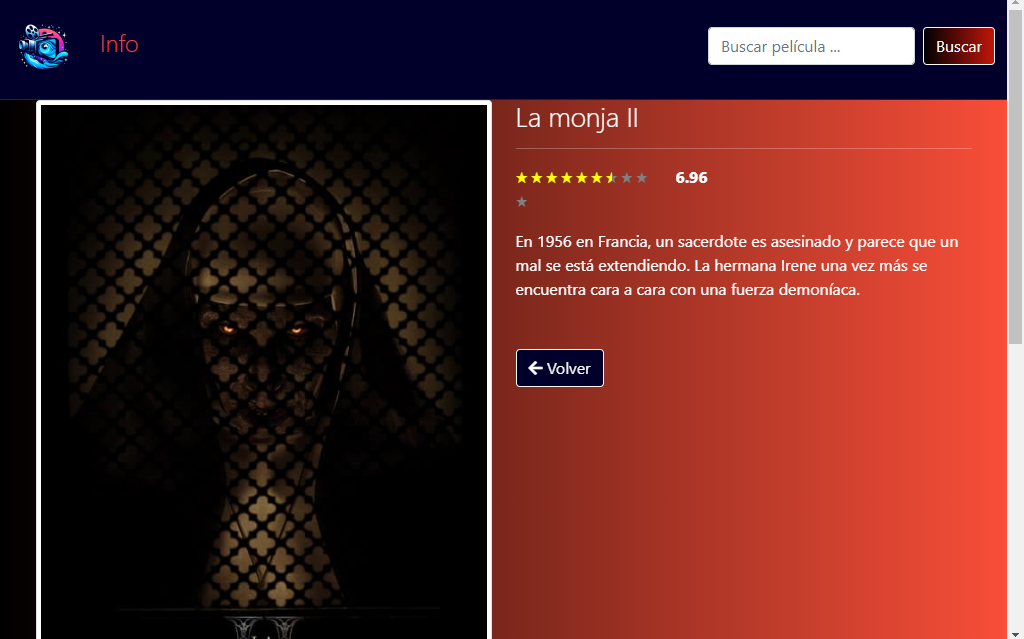 Info
Buscar película ...
Buscar
La monja II
6.96
En 1956 en Francia, un sacerdote es asesinado y parece que un
mal se está extendiendo. La hermana Irene una vez más se
encuentra cara a cara con una fuerza demoníaca.
Volver